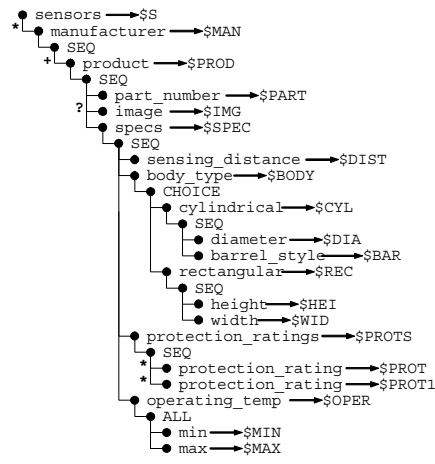 sensors $S
* manufacturer $MAN
SEQ
+ product $PROD
SEQ
part_number $PART
? image $IMG
specs $SPEC
SEQ
sensing_distance $DIST
body_type $BODY
CHOICE
cylindrical $CYL
SEQ
diameter $DIA
barrel_style $BAR
rectangular $REC
SEQ
height $HEI
width $WID
protection_ratings $PROTS
SEQ
* protection_rating $PROT
* protection_rating $PROT1
operating_temp $OPER
ALL
min $MIN
max $MAX